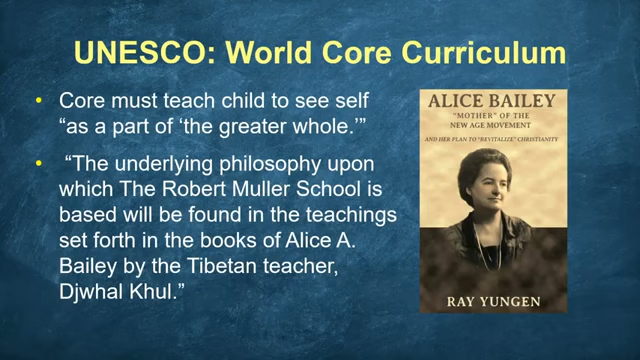 UNESCO: World Core Curriculum
• Core must teach child to see self
“as a part of ‘the greater whole.’”
• “The underlying philosophy upon
which The Robert Muller School is
based will be found in the teachings
set forth in the books of Alice A.
Bailey by the Tibetan teacher,
Djwhal Khul.”
ALICE BAILEY
“MOTHER” OF THE
NEW AGE MOVEMENT
AND HER PLAN TO “REVITALIZE” CHRISTIANITY
RAY YUNGEN